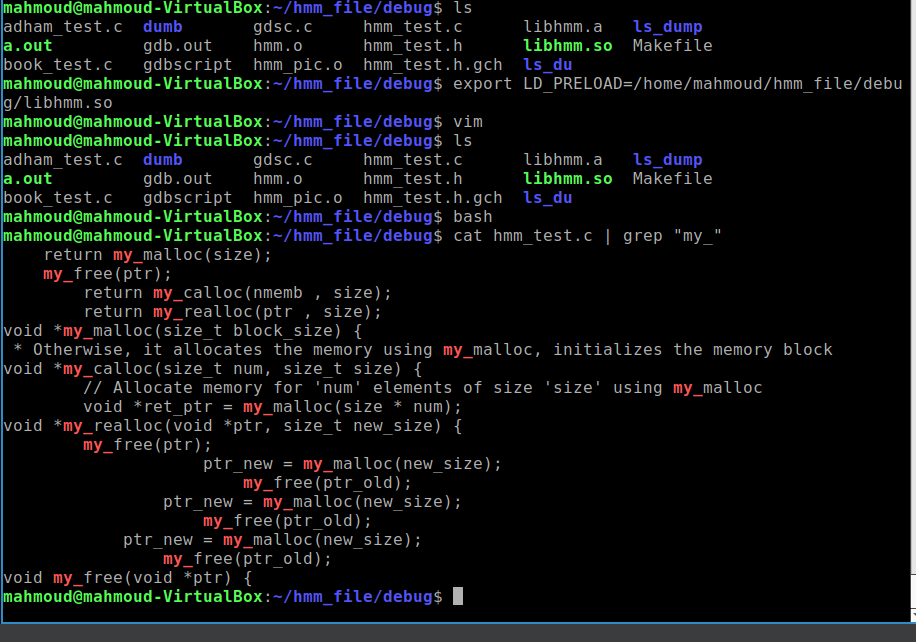 mahmoud@mahmoud-VirtualBox:~/hmm_file/debug$ ls
adham_test.c  dumb       gdsc.c     hmm_test.c      libhmm.a   ls_dump
a.out         gdb.out    hmm.o      hmm_test.h      libhmm.so  Makefile
book_test.c   gdbscript  hmm_pic.o  hmm_test.h.gch  ls_du
mahmoud@mahmoud-VirtualBox:~/hmm_file/debug$ export LD_PRELOAD=/home/mahmoud/hmm_file/debu
g/libhmm.so
mahmoud@mahmoud-VirtualBox:~/hmm_file/debug$ vim
mahmoud@mahmoud-VirtualBox:~/hmm_file/debug$ ls
adham_test.c  dumb       gdsc.c     hmm_test.c      libhmm.a   ls_dump
a.out         gdb.out    hmm.o      hmm_test.h      libhmm.so  Makefile
book_test.c   gdbscript  hmm_pic.o  hmm_test.h.gch  ls_du
mahmoud@mahmoud-VirtualBox:~/hmm_file/debug$ bash
mahmoud@mahmoud-VirtualBox:~/hmm_file/debug$ cat hmm_test.c | grep "my_"
    return my_malloc(size);
    my_free(ptr);
        return my_calloc(nmemb , size);
        return my_realloc(ptr , size);
void *my_malloc(size_t block_size) {
 * Otherwise, it allocates the memory using my_malloc, initializes the memory block
void *my_calloc(size_t num, size_t size) {
        // Allocate memory for 'num' elements of size 'size' using my_malloc
        void *ret_ptr = my_malloc(size * num);
void *my_realloc(void *ptr, size_t new_size) {
        my_free(ptr);
                    ptr_new = my_malloc(new_size);
                        my_free(ptr_old);
                ptr_new = my_malloc(new_size);
                    my_free(ptr_old);
            ptr_new = my_malloc(new_size);
                my_free(ptr_old);
void my_free(void *ptr) {
mahmoud@mahmoud-VirtualBox:~/hmm_file/debug$